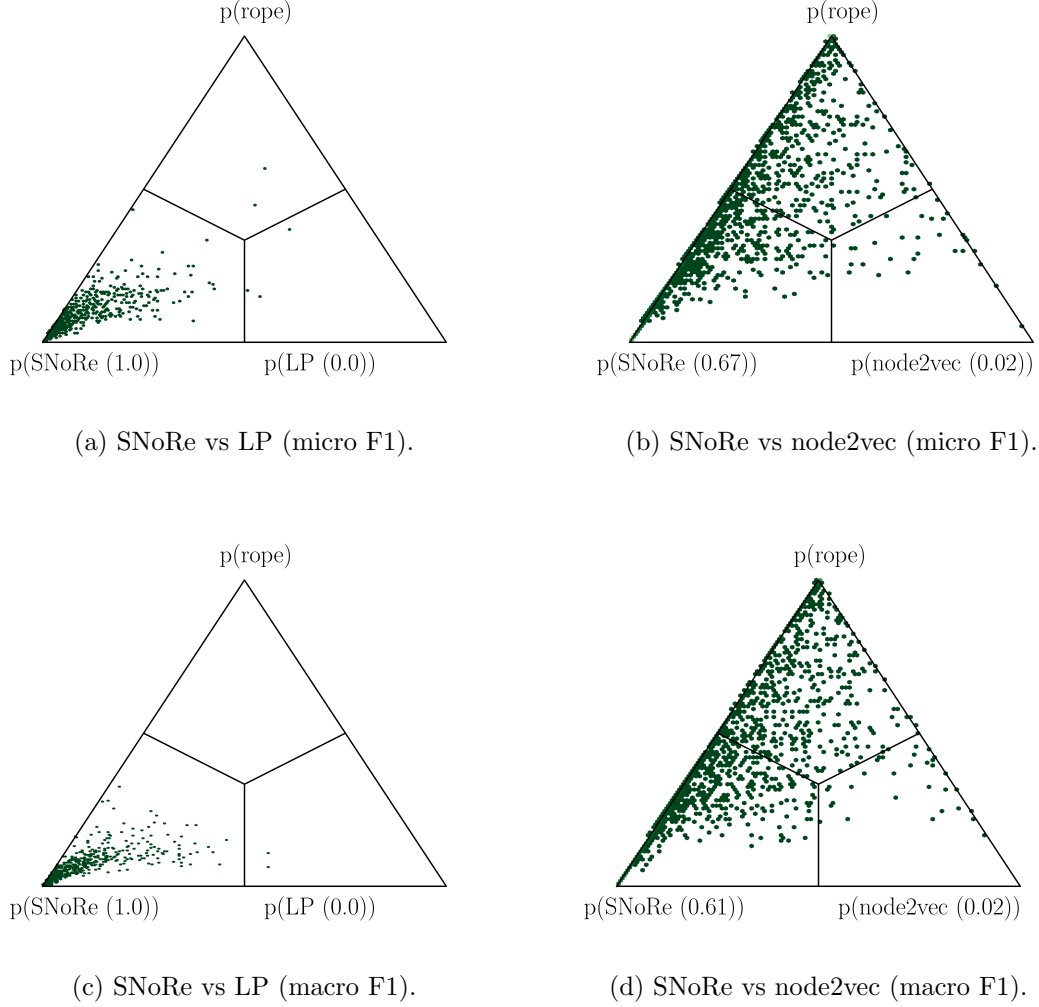 p(rope)
p(rope)
p(SNoRe (1.0))
p(LP (0.0))
p(SNoRe (0.67))
p(node2vec (0.02))
(a) SNoRe vs LP (micro F1).
(b) SNoRe vs node2vec (micro F1).
p(rope)
p(rope)
p(SNoRe (1.0))
p(LP (0.0))
p(SNoRe (0.61))
p(node2vec (0.02))
(c) SNoRe vs LP (macro F1).
(d) SNoRe vs node2vec (macro F1).